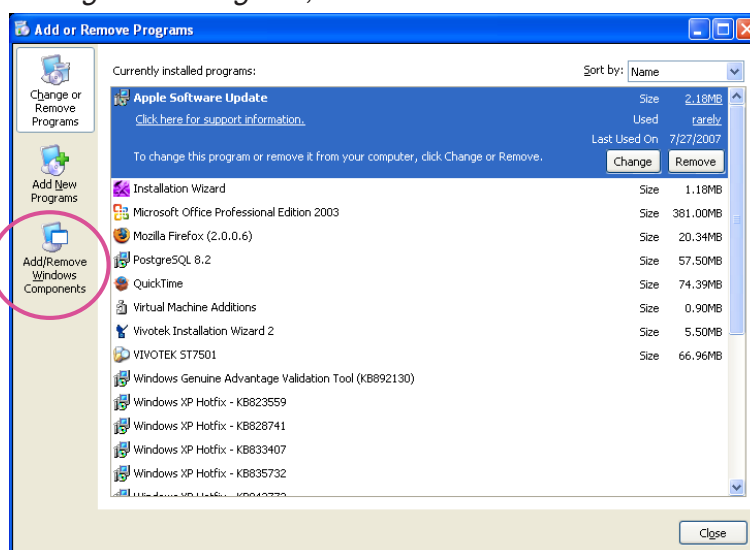 Add or Remove Programs
Change or
Remove
Programs
Add New
Programs
Add/Remove
Windows
Components
Currently installed programs:
Sort by: Name
Apple Software Update Size 2.18MB
Click here for support information. Used rarely
Last Used On 7/27/2007
To change this program or remove it from your computer, click Change or Remove. Change Remove
Installation Wizard Size 1.18MB
Microsoft Office Professional Edition 2003 Size 381.00MB
Mozilla Firefox (2.0.0.6) Size 20.34MB
PostgreSQL 8.2 Size 57.50MB
QuickTime Size 74.39MB
Virtual Machine Additions Size 0.90MB
Vivotek Installation Wizard 2 Size 5.50MB
VIVOTEK ST7501 Size 66.96MB
Windows Genuine Advantage Validation Tool (KB892130)
Windows XP Hotfix - KB823559
Windows XP Hotfix - KB828741
Windows XP Hotfix - KB833407
Windows XP Hotfix - KB835732
Close